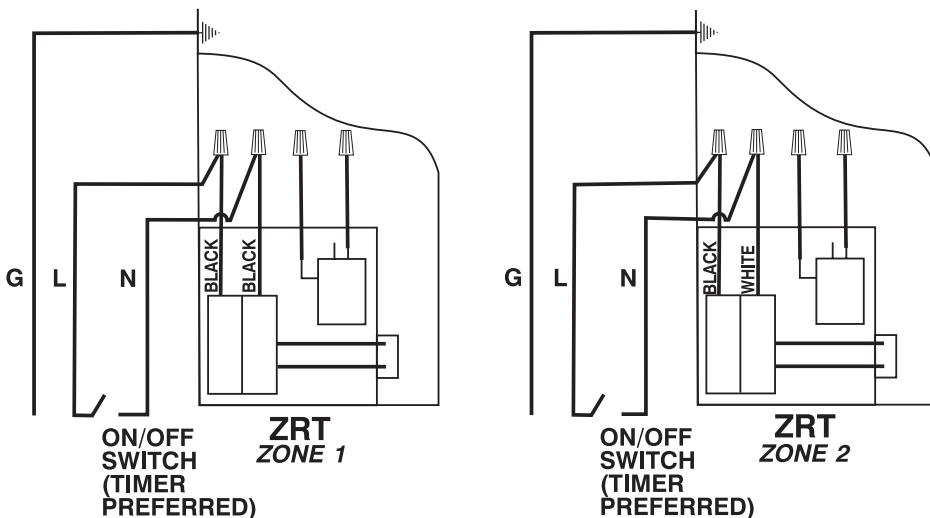 G L N
BLACK
BLACK
ZRT
ZONE 1
ON/OFF
SWITCH
(TIMER
PREFERRED)
G L N
BLACK
WHITE
ZRT
ZONE 2
ON/OFF
SWITCH
(TIMER
PREFERRED)